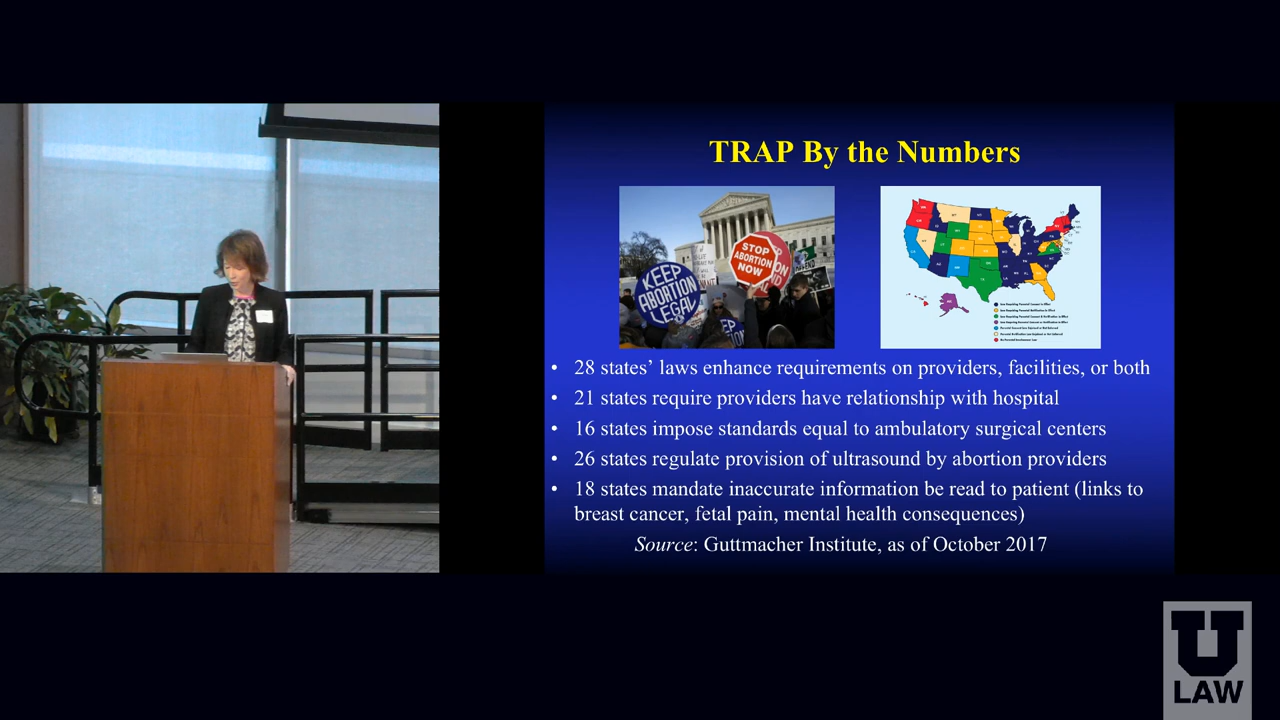 TRAP By the Numbers
KEEP
ABORTION
LEGAL
STOP
ABORTION
NOW
• 28 states’ laws enhance requirements on providers, facilities, or both
• 21 states require providers have relationship with hospital
• 16 states impose standards equal to ambulatory surgical centers
• 26 states regulate provision of ultrasound by abortion providers
• 18 states mandate inaccurate information be read to patient (links to
breast cancer, fetal pain, mental health consequences)
Source: Guttmacher Institute, as of October 2017
U
LAW